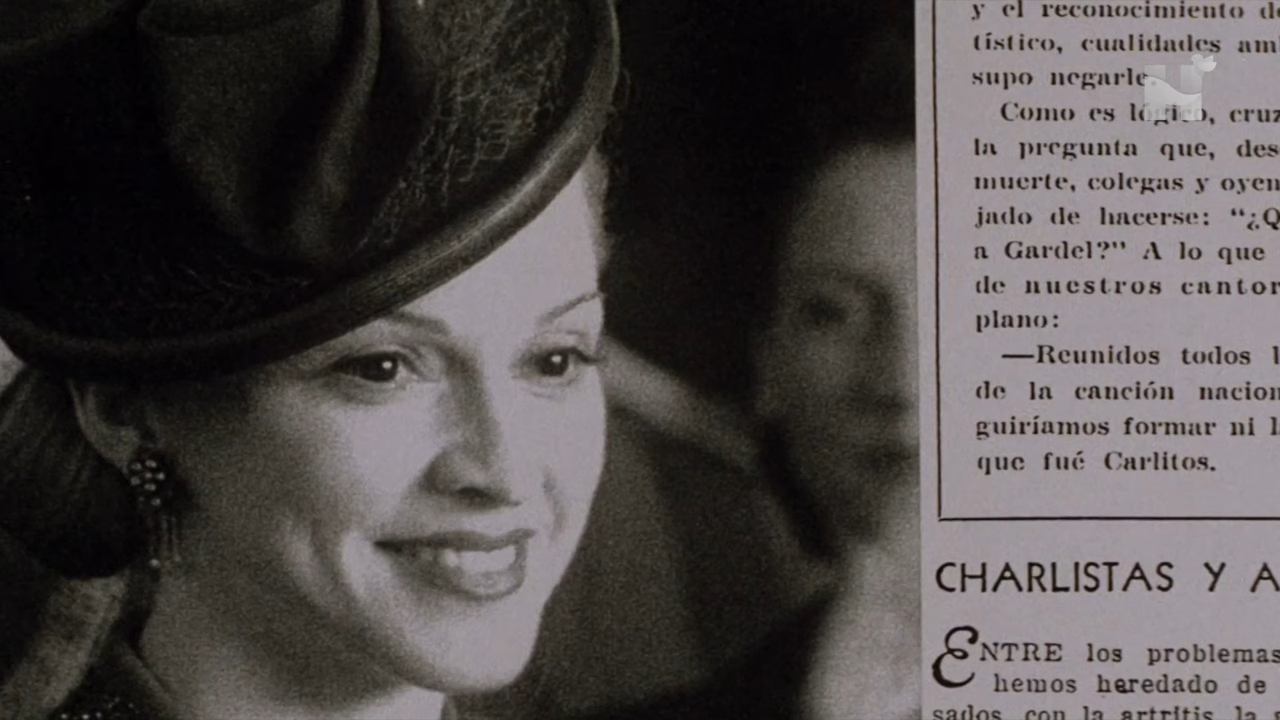 y el reconocimiento de
tístico, cualidades am
supo negarle
Como es lógico, cruz
la pregunta que, des
muerte, colegas y oyen
jado de hacerse: “¿Q
a Gardel?” A lo que
de nuestros cantor
plano:
—Reunidos todos l
de la canción nacion
guiríamos formar ni l
que fué Carlitos.
CHARLISTAS Y A
ENTRE los problemas
hemos heredado de
sados, con la artritis, la